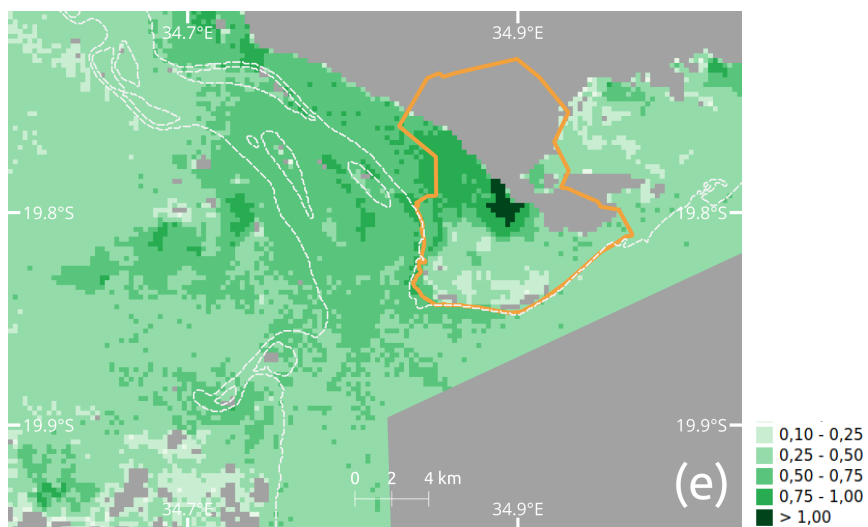 34.7°E 34.9°E
19.8°S 19.8°S
19.9°S 19.9°S
0 2 4 km
(e)
34.7°E 34.9°E
0,10 - 0,25
0,25 - 0,50
0,50 - 0,75
0,75 - 1,00
> 1,00